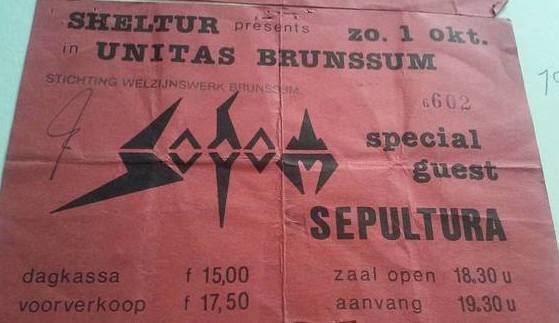 SHELTUR presents zo. 1 okt.
in UNITAS BRUNSSUM
STICHTING WELZIJNSWERK BRUNSSUM
6602
SODOM special
guest
SEPULTURA
dagkassa f 15,00 zaal open 18.30 u
voorverkoop f 17,50 aanvang 19.30 u